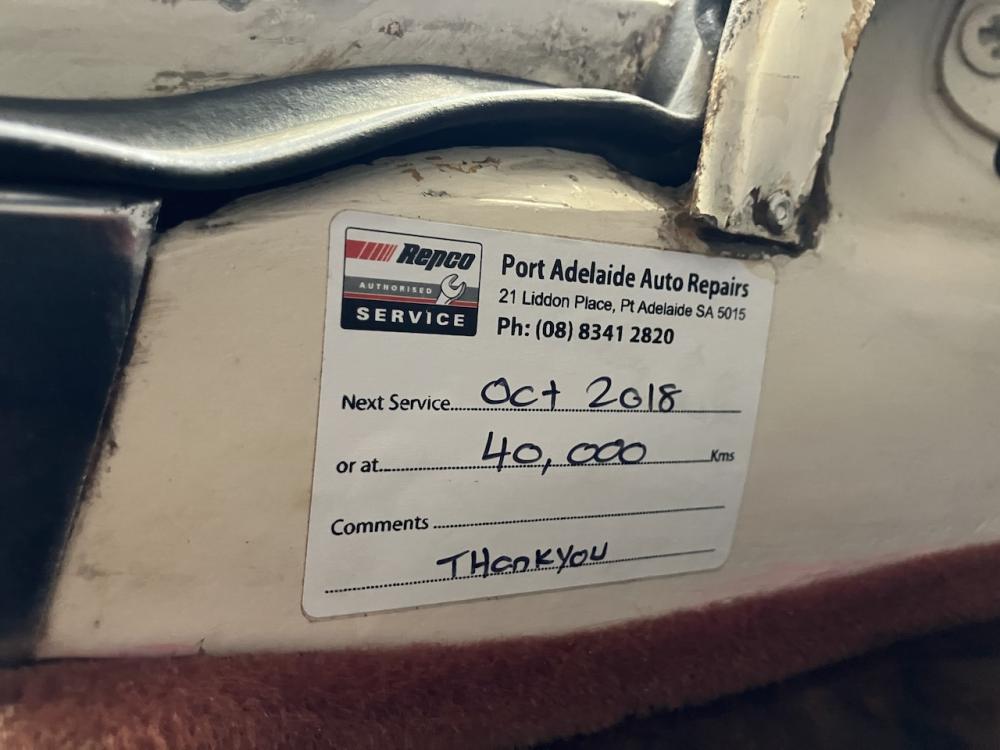 Repco
AUTHORISED
SERVICE
Port Adelaide Auto Repairs
21 Liddon Place, Pt Adelaide SA 5015
Ph: (08) 8341 2820
Next Service Oct 2018
or at 40,000 Kms
Comments
THankYou